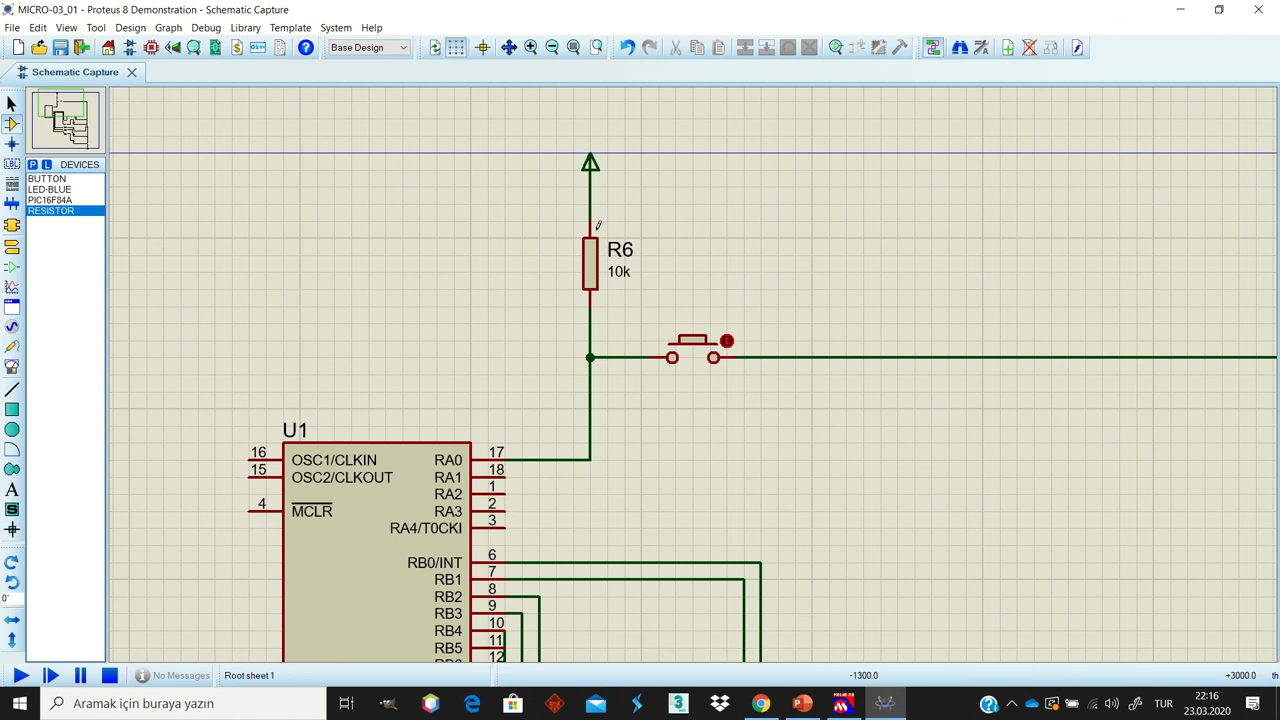 MICRO-03_01 - Proteus 8 Demonstration - Schematic Capture
File Edit View Tool Design Graph Debug Library Template System Help
Base Design
Schematic Capture
P L DEVICES
BUTTON
LED-BLUE
PIC16F84A
RESISTOR
LBL
A
S
0°
R6
10k
U1
16 OSC1/CLKIN RA0 17
15 OSC2/CLKOUT RA1 18
RA2 1
4 MCLR RA3 2
RA4/T0CKI 3
RB0/INT 6
RB1 7
RB2 8
RB3 9
RB4 10
RB5 11
12
No Messages Root sheet 1 -1300.0 +3000.0 th
Aramak için buraya yazın
TUR
22:16
23.03.2020